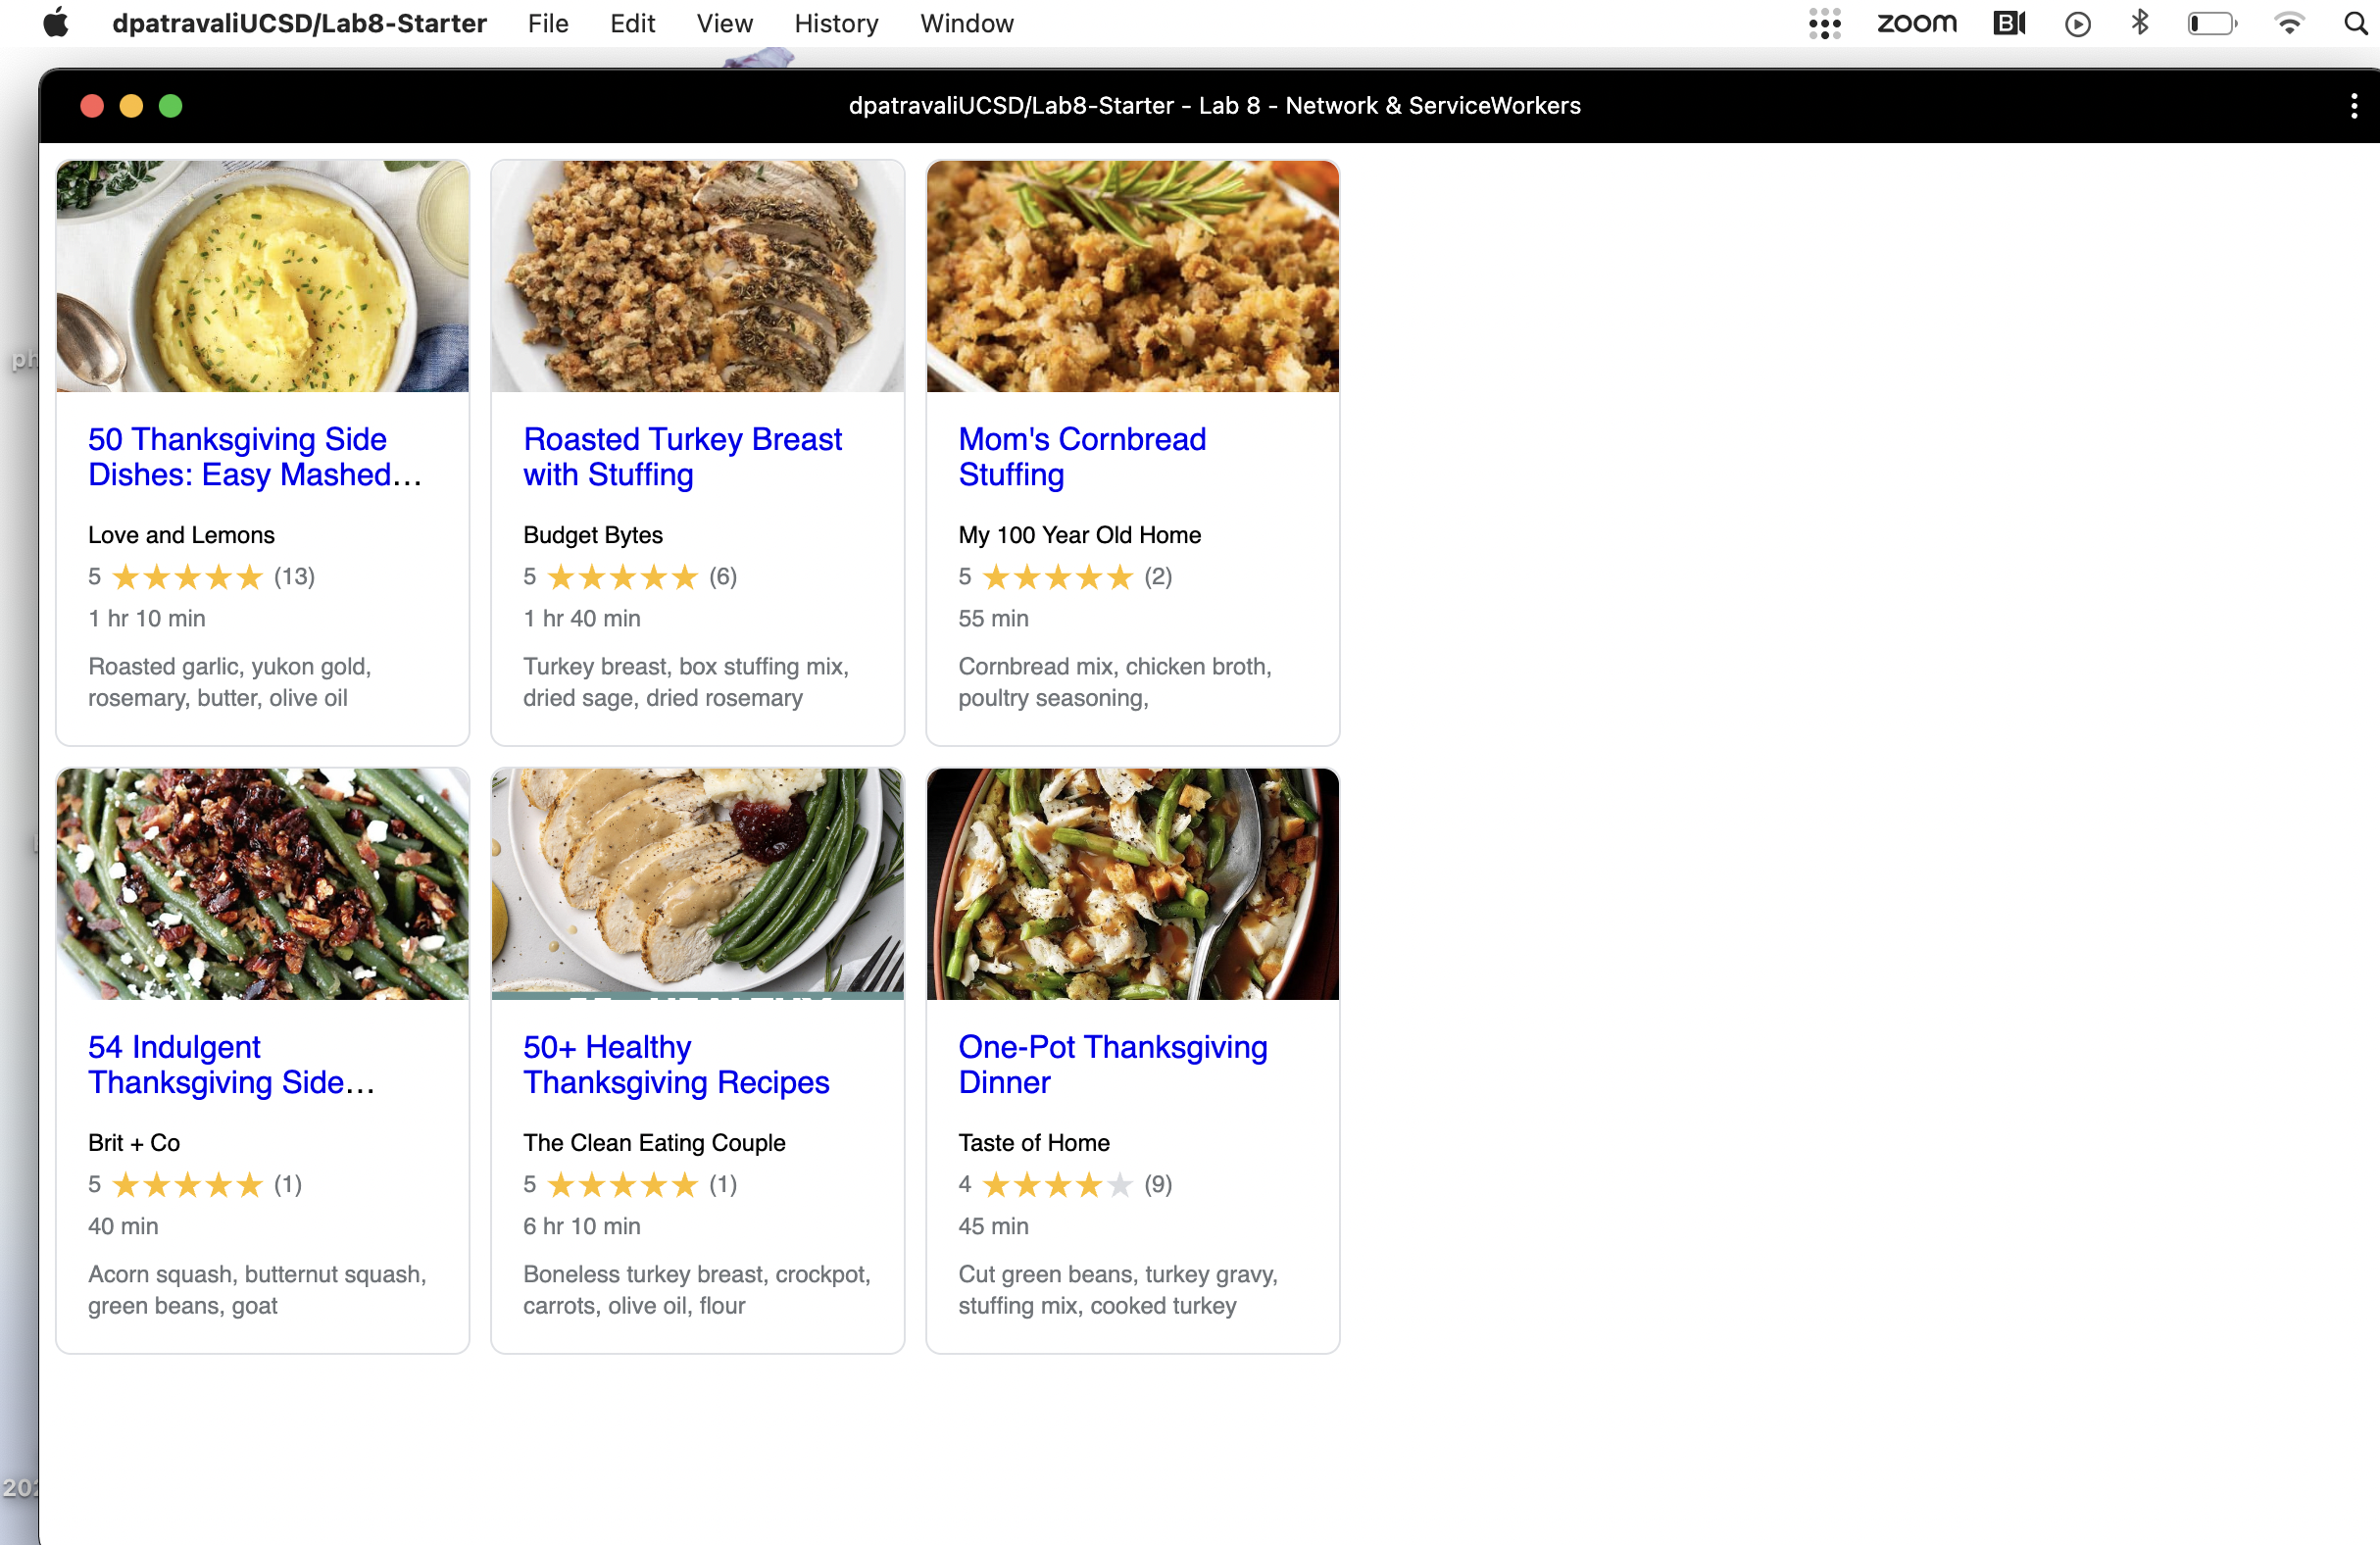 dpatravaliUCSD/Lab8-Starter File Edit View History Window zoom
dpatravaliUCSD/Lab8-Starter - Lab 8 - Network & ServiceWorkers
50 Thanksgiving Side
Dishes: Easy Mashed...
Love and Lemons
5 ★★★★★ (13)
1 hr 10 min
Roasted garlic, yukon gold,
rosemary, butter, olive oil
Roasted Turkey Breast
with Stuffing
Budget Bytes
5 ★★★★★ (6)
1 hr 40 min
Turkey breast, box stuffing mix,
dried sage, dried rosemary
Mom's Cornbread
Stuffing
My 100 Year Old Home
5 ★★★★★ (2)
55 min
Cornbread mix, chicken broth,
poultry seasoning,
54 Indulgent
Thanksgiving Side...
Brit + Co
5 ★★★★★ (1)
40 min
Acorn squash, butternut squash,
green beans, goat
50+ Healthy
Thanksgiving Recipes
The Clean Eating Couple
5 ★★★★★ (1)
6 hr 10 min
Boneless turkey breast, crockpot,
carrots, olive oil, flour
One-Pot Thanksgiving
Dinner
Taste of Home
4 ★★★★★ (9)
45 min
Cut green beans, turkey gravy,
stuffing mix, cooked turkey